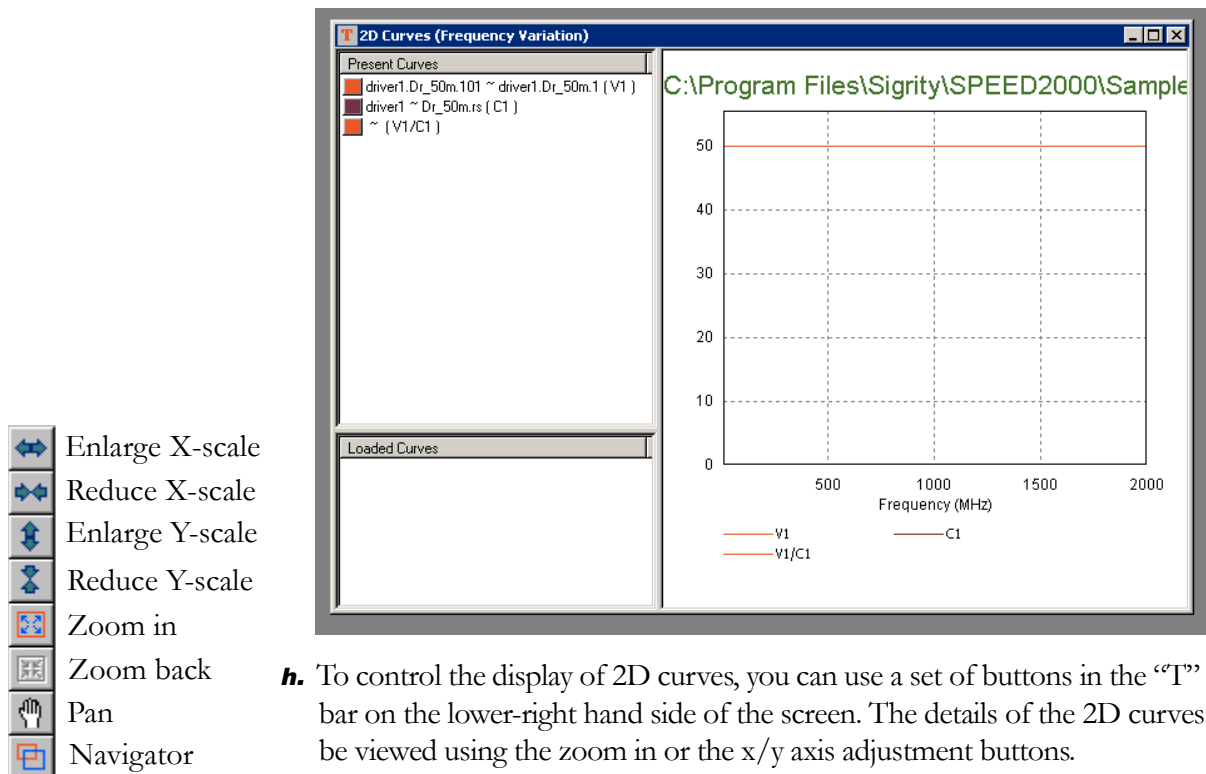 T 2D Curves (Frequency Variation)
Present Curves
driver1.Dr_50m.101 ~ driver1.Dr_50m.1 ( V1 )
driver1 ~ Dr_50m.rs ( C1 )
~ ( V1/C1 )
Loaded Curves
C:\Program Files\Sigrity\SPEED2000\Sample
50
40
30
20
10
0
500 1000 1500 2000
Frequency (MHz)
V1 C1
V1/C1
Enlarge X-scale
Reduce X-scale
Enlarge Y-scale
Reduce Y-scale
Zoom in
Zoom back
Pan
Navigator
h. To control the display of 2D curves, you can use a set of buttons in the “T”
bar on the lower-right hand side of the screen. The details of the 2D curves
be viewed using the zoom in or the x/y axis adjustment buttons.